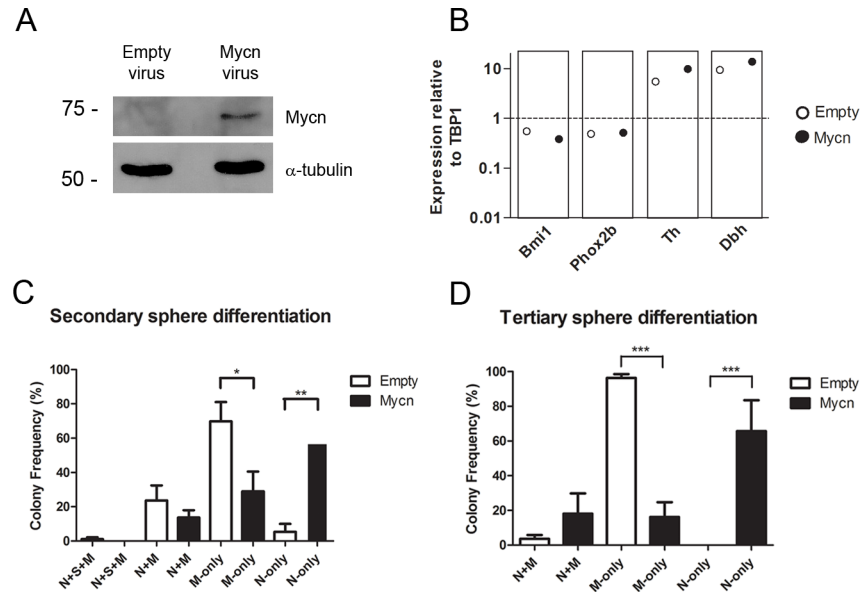 A
Empty virus
Mycn virus
75 -
Mycn
50 -
α-tubulin
B
Expression relative to TBP1
10
1
0.1
0.01
Bmi1
Phox2b
Th
Dbh
Empty
Mycn
C
Secondary sphere differentiation
Colony Frequency (%)
100
80
60
40
20
0
*
**
N+S+M
N+S+M
N+M
N+M
M-only
M-only
N-only
N-only
Empty
Mycn
D
Tertiary sphere differentiation
Colony Frequency (%)
100
80
60
40
20
0
***
***
N+M
N+M
M-only
M-only
N-only
N-only
Empty
Mycn